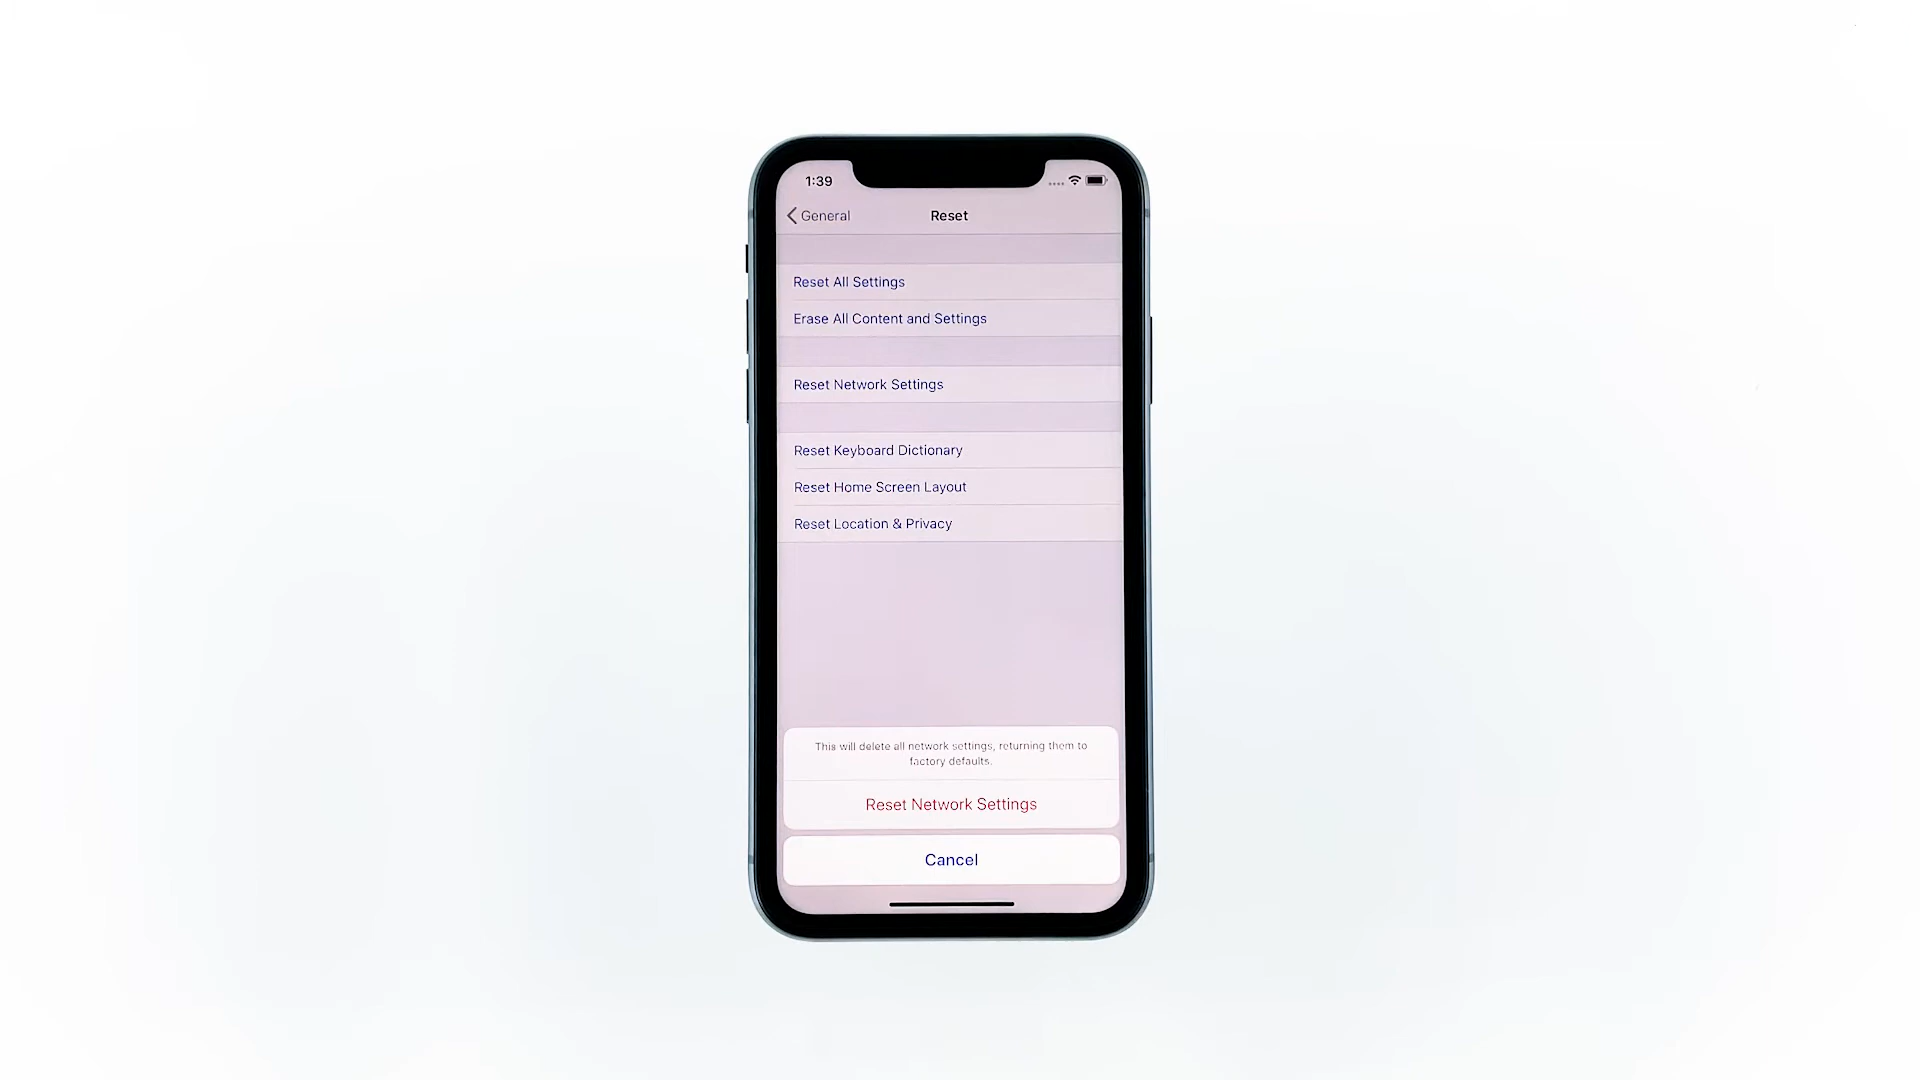 1:39
General
Reset
Reset All Settings
Erase All Content and Settings
Reset Network Settings
Reset Keyboard Dictionary
Reset Home Screen Layout
Reset Location & Privacy
This will delete all network settings, returning them to
factory defaults.
Reset Network Settings
Cancel